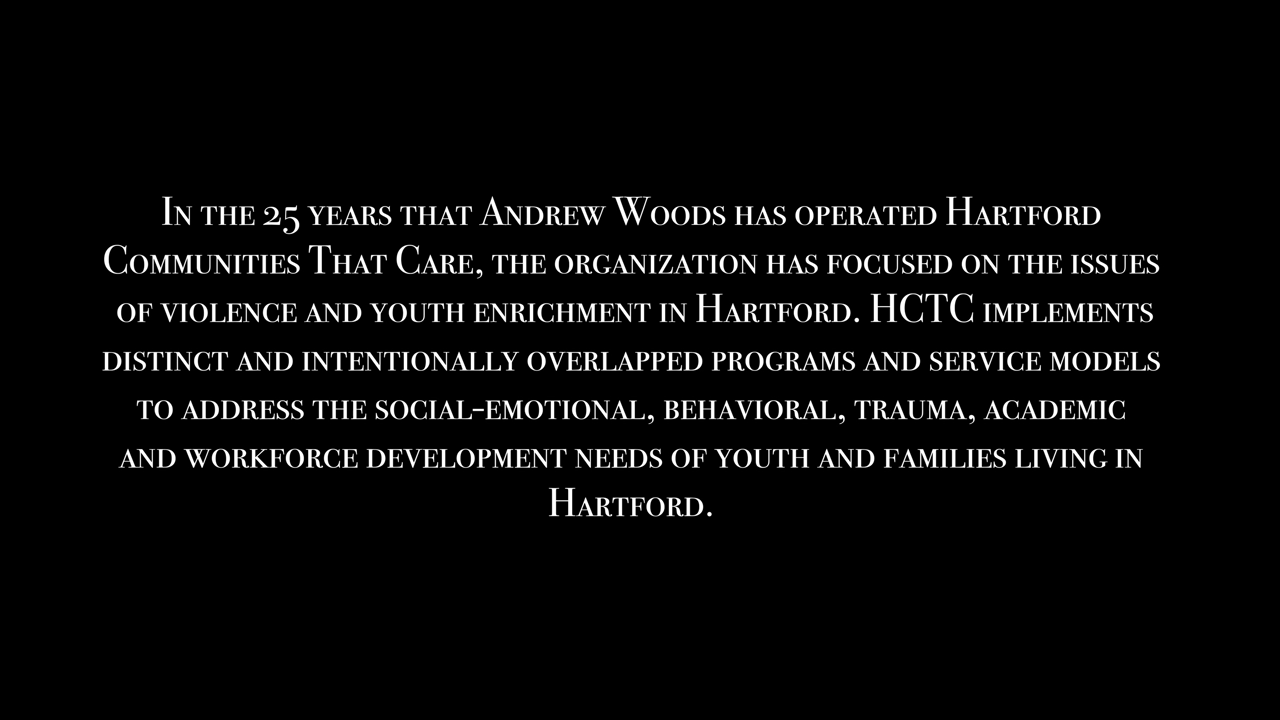 In the 25 years that Andrew Woods has operated Hartford
Communities That Care, the organization has focused on the issues
of violence and youth enrichment in Hartford. HCTC implements
distinct and intentionally overlapped programs and service models
to address the social-emotional, behavioral, trauma, academic
and workforce development needs of youth and families living in
Hartford.